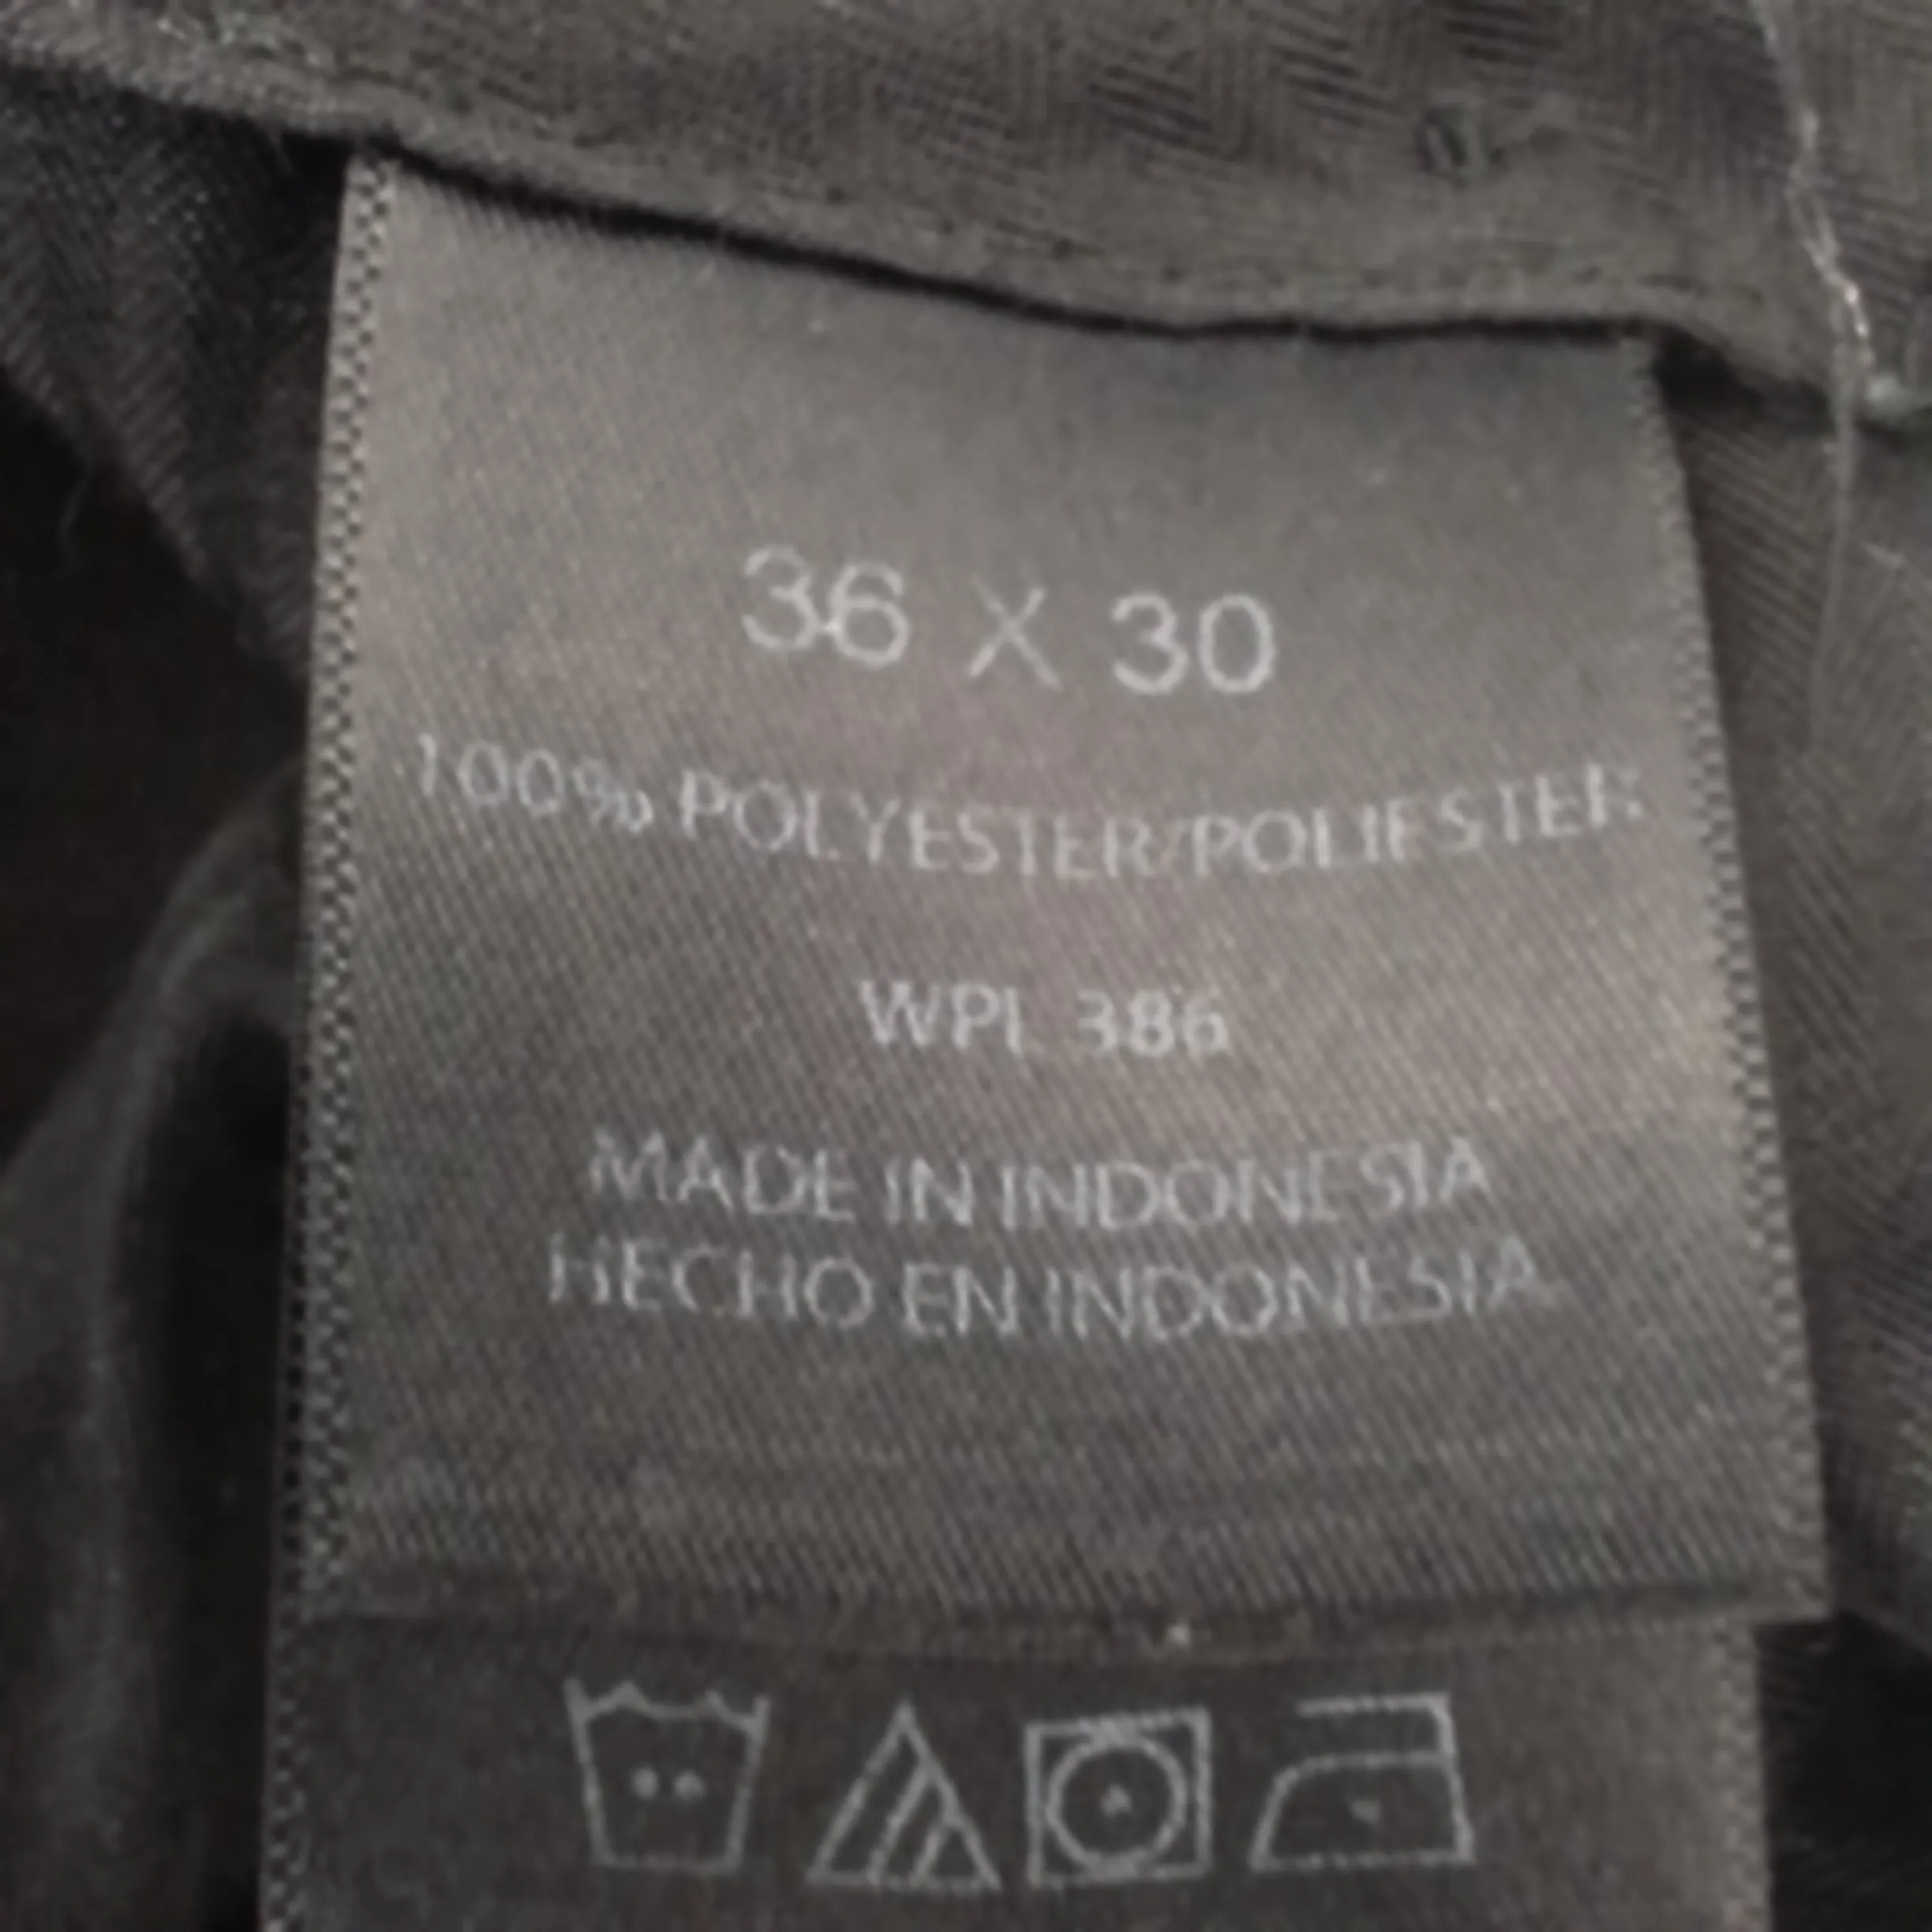 36 X 30
100% POLYESTER/POLIESTER
WPL 386
MADE IN INDONESIA
HECHO EN INDONESIA